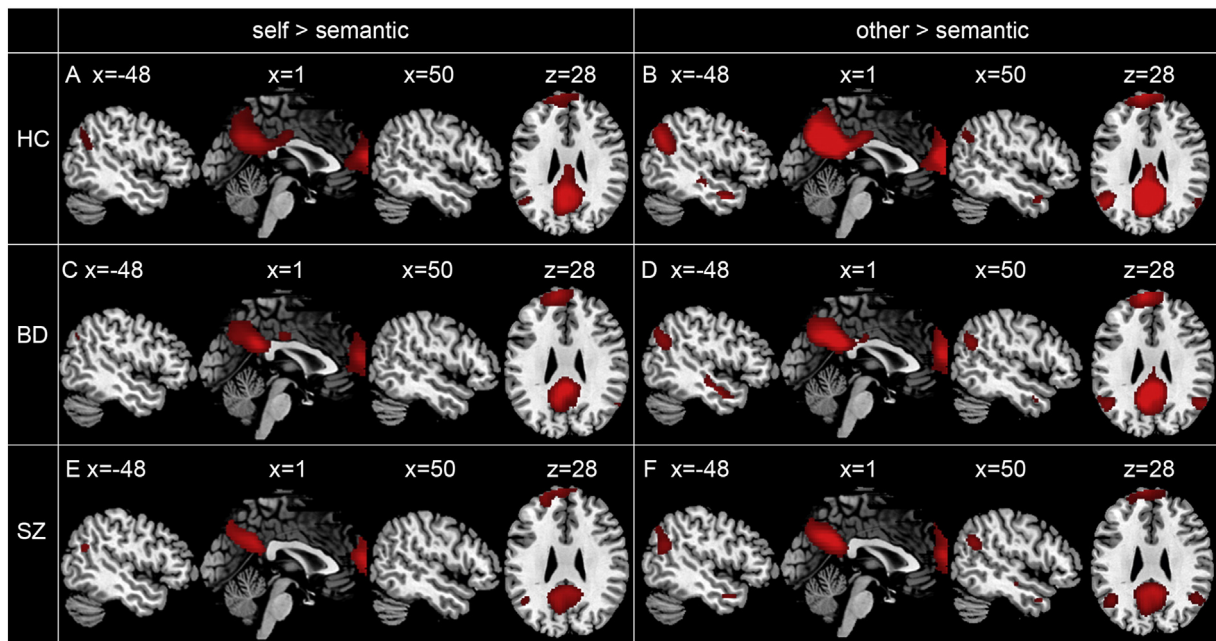 self > semantic other > semantic
HC A x=-48 x=1 x=50 z=28 B x=-48 x=1 x=50 z=28
BD C x=-48 x=1 x=50 z=28 D x=-48 x=1 x=50 z=28
SZ E x=-48 x=1 x=50 z=28 F x=-48 x=1 x=50 z=28